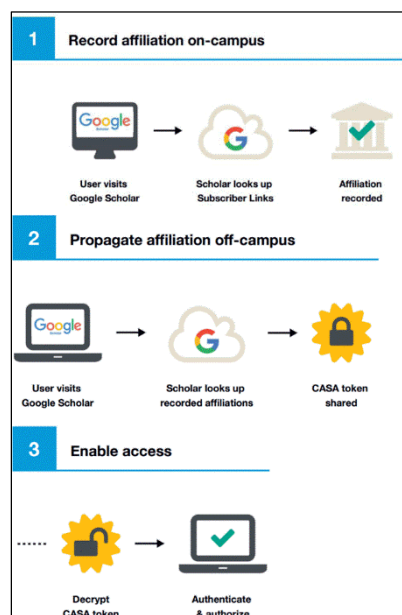 1 Record affiliation on-campus
Google
Scholar
G
User visits
Google Scholar
Scholar looks up
Subscriber Links
Affiliation
recorded
2 Propagate affiliation off-campus
Google
G
User visits
Google Scholar
Scholar looks up
recorded affiliations
CASA token
shared
3 Enable access
Decrypt
CASA token
Authenticate
& authorize